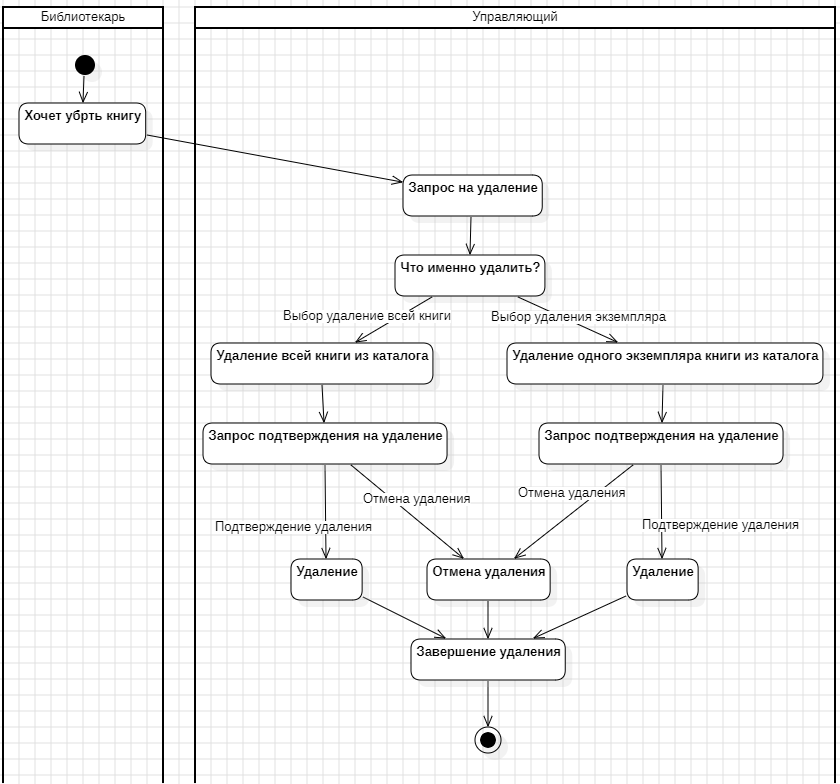 Библиотекарь
Управляющий
Хочет убрть книгу
Запрос на удаление
Что именно удалить?
Выбор удаление всей книги
Выбор удаления экземпляра
Удаление всей книги из каталога
Удаление одного экземпляра книги из каталога
Запрос подтверждения на удаление
Запрос подтверждения на удаление
Отмена удаления
Отмена удаления
Подтверждение удаления
Подтверждение удаления
Удаление
Отмена удаления
Удаление
Завершение удаления